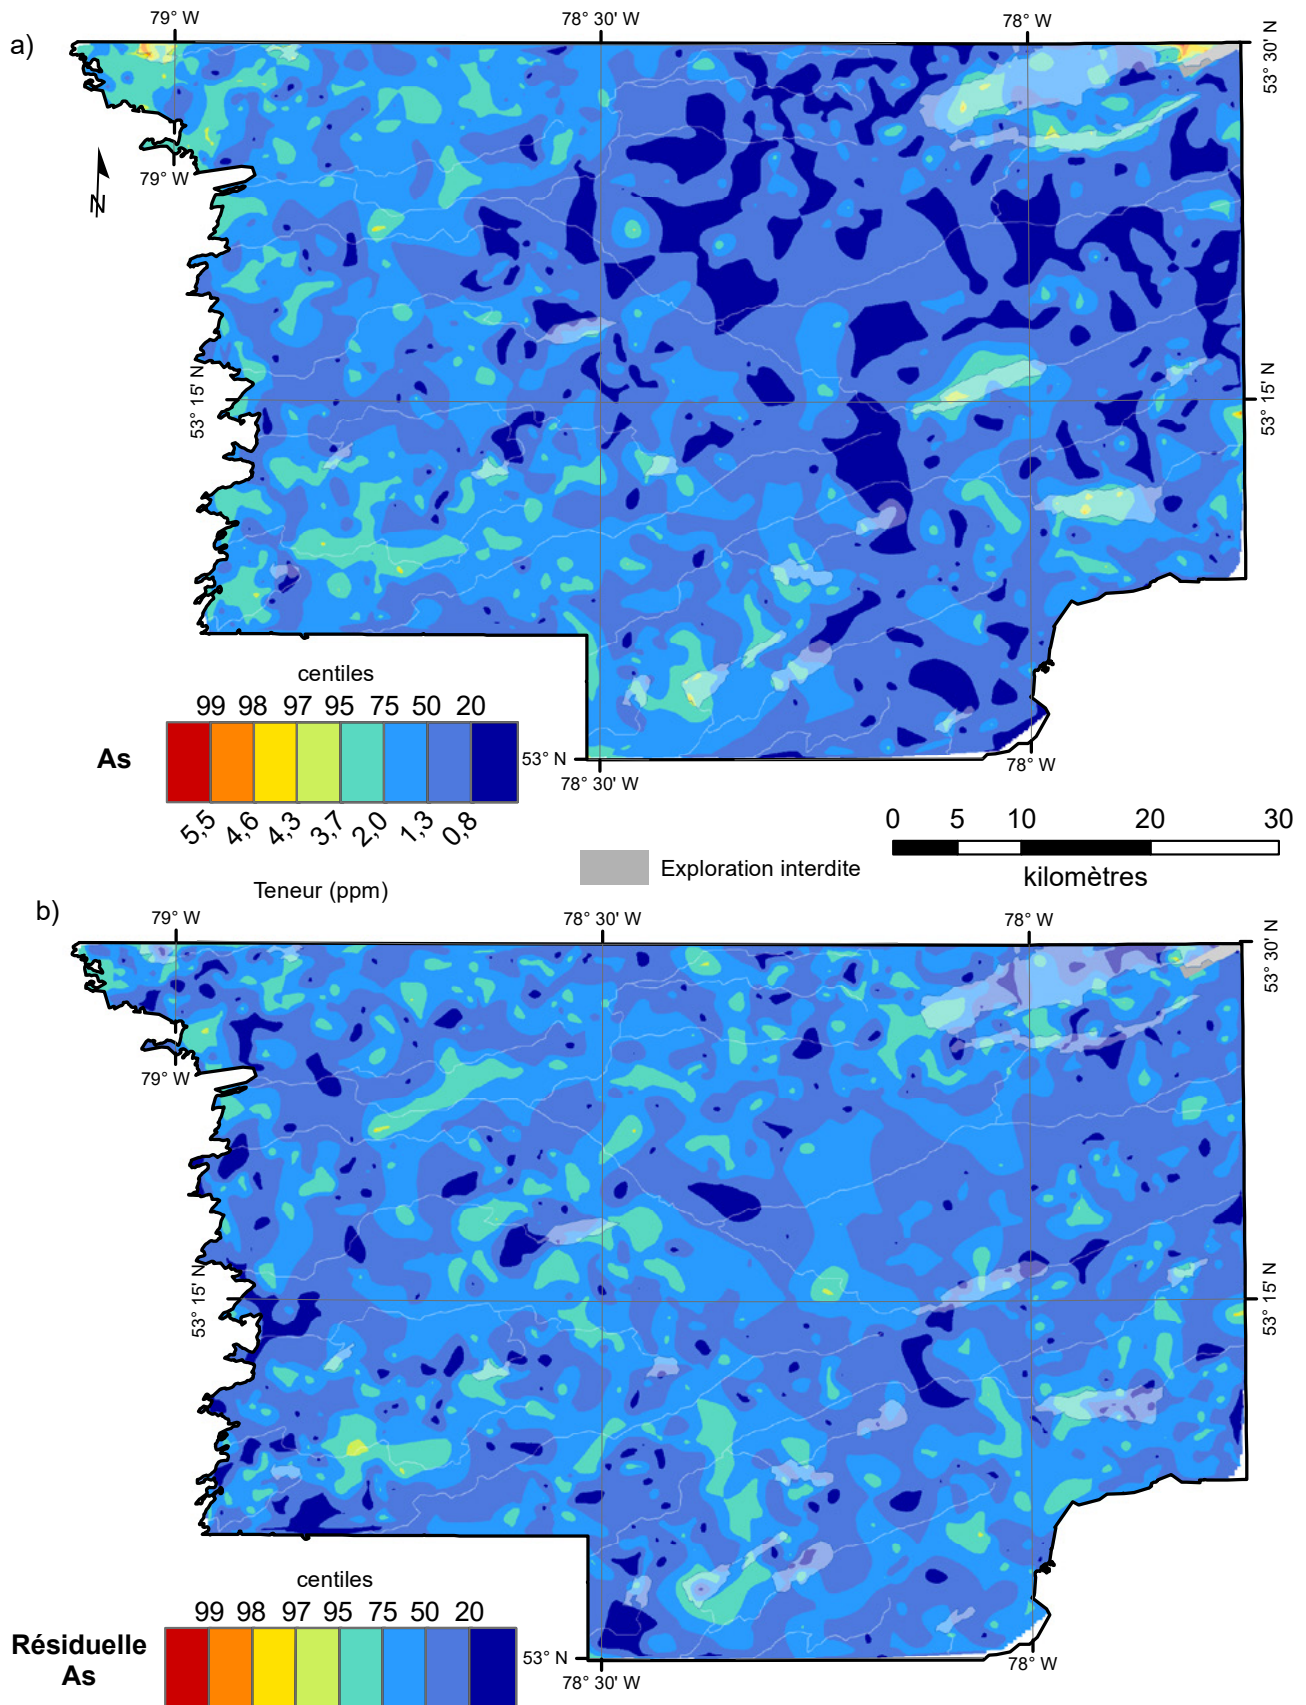 a)
79° W
78° 30' W
78° W
53° 30' N
79° W
N
53° 15' N
53° 15' N
centiles
99 98 97 95 75 50 20
As
5,5 4,6 4,3 3,7 2,0 1,3 0,8
53° N
78° 30' W
78° W
0 5 10 20 30
kilomètres
Exploration interdite
Teneur (ppm)
b)
79° W
78° 30' W
78° W
53° 30' N
79° W
53° 15' N
53° 15' N
centiles
99 98 97 95 75 50 20
Résiduelle
As
53° N
78° 30' W
78° W